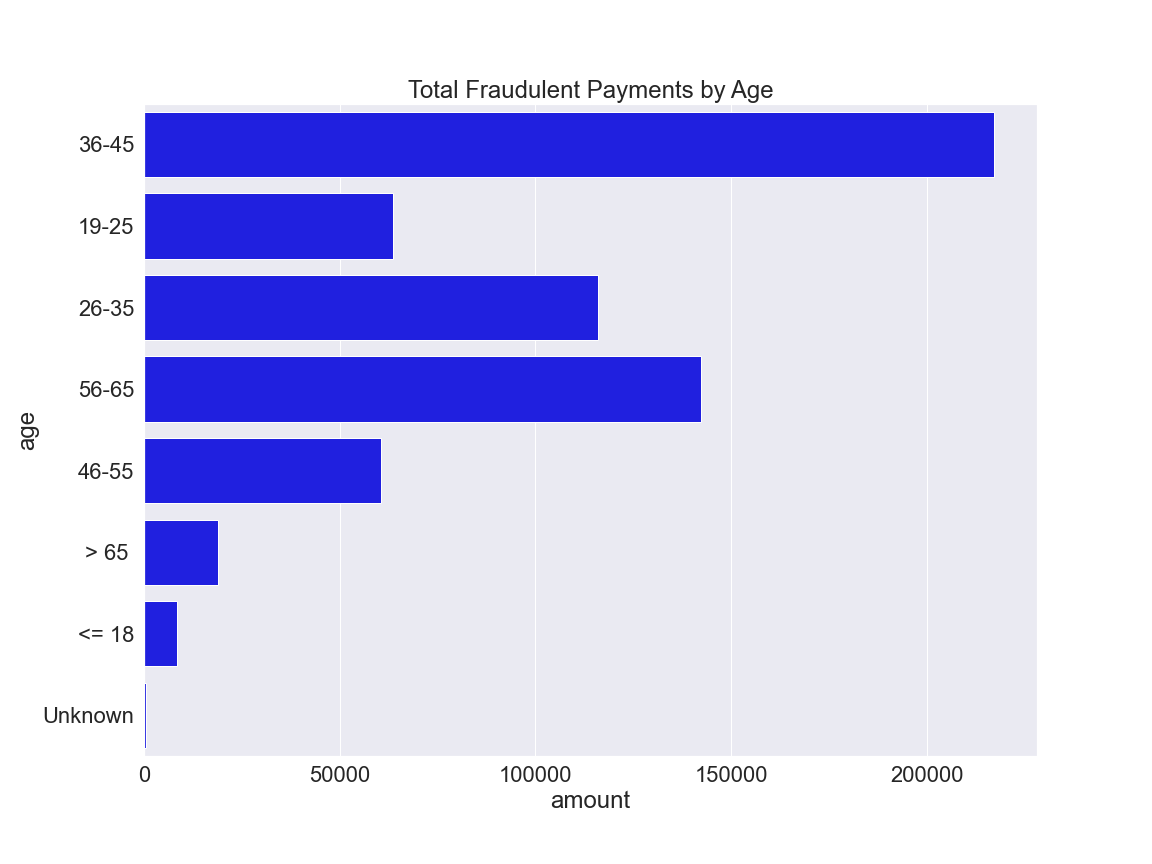 Total Fraudulent Payments by Age
36-45
19-25
26-35
56-65
46-55
> 65
<= 18
Unknown
age
0 50000 100000 150000 200000
amount